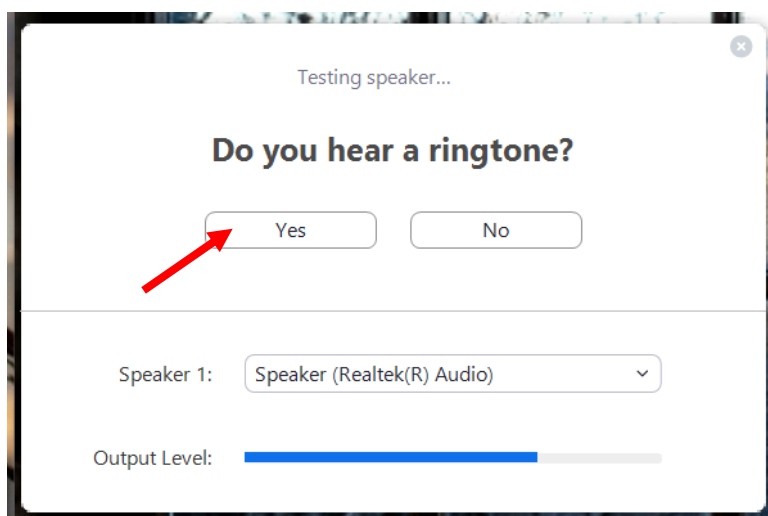 Testing speaker...
Do you hear a ringtone?
Yes No
Speaker 1: Speaker (Realtek(R) Audio)
Output Level: